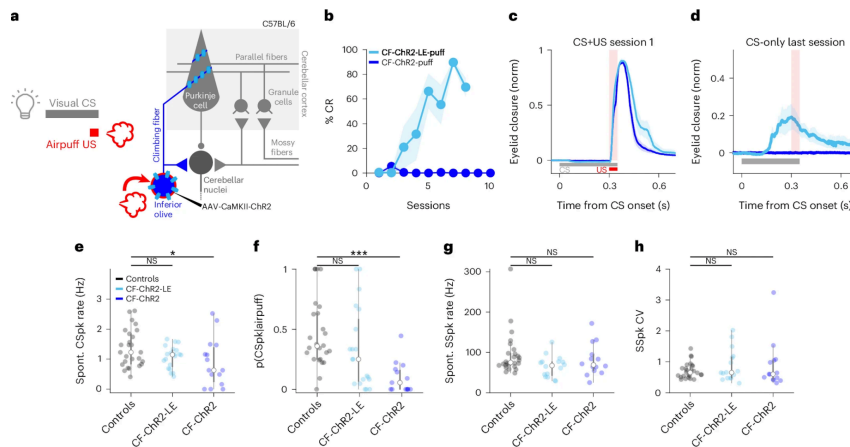 a
C57BL/6
Visual CS
Airpuff US
Parallel fibers
Purkinje
cell
Granule
cells
Cerebellar
cortex
Climbing fiber
Mossy
fibers
Cerebellar
nuclei
Inferior
olive
AAV-CaMKII-ChR2
b
CF-ChR2-LE-puff
CF-ChR2-puff
% CR
100
80
60
40
20
0
0
5
10
Sessions
c
CS+US session 1
Eyelid closure (norm)
1
0.5
0
CS
US
0
0.3
0.6
Time from CS onset (s)
d
CS-only last session
Eyelid closure (norm)
0.4
0.2
0
0
0.3
0.6
Time from CS onset (s)
e
*
NS
Controls
CF-ChR2-LE
CF-ChR2
Spont. CSpk rate (Hz)
3
2
1
0
Controls
CF-ChR2-LE
CF-ChR2
f
***
NS
p(CSpk|airpuff)
1
0.5
0
Controls
CF-ChR2-LE
CF-ChR2
g
NS
NS
Spont. SSpk rate (Hz)
300
200
100
0
Controls
CF-ChR2-LE
CF-ChR2
h
NS
NS
SSpk CV
4
3
2
1
0
Controls
CF-ChR2-LE
CF-ChR2